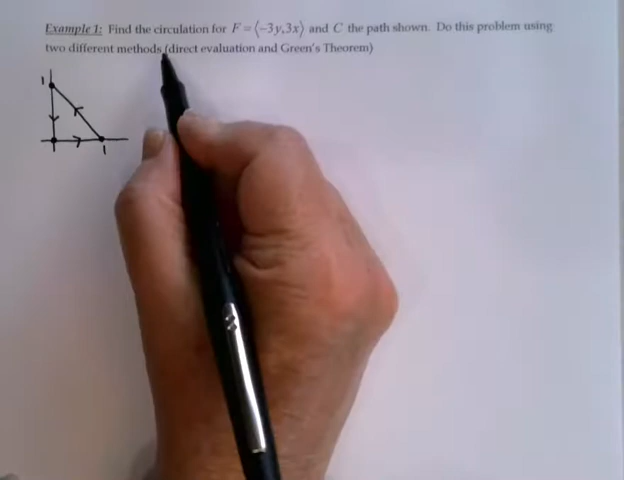 Example 1: Find the circulation for F = ⟨−3y,3x⟩ and C the path shown. Do this problem using
two different methods (direct evaluation and Green's Theorem)
1
1